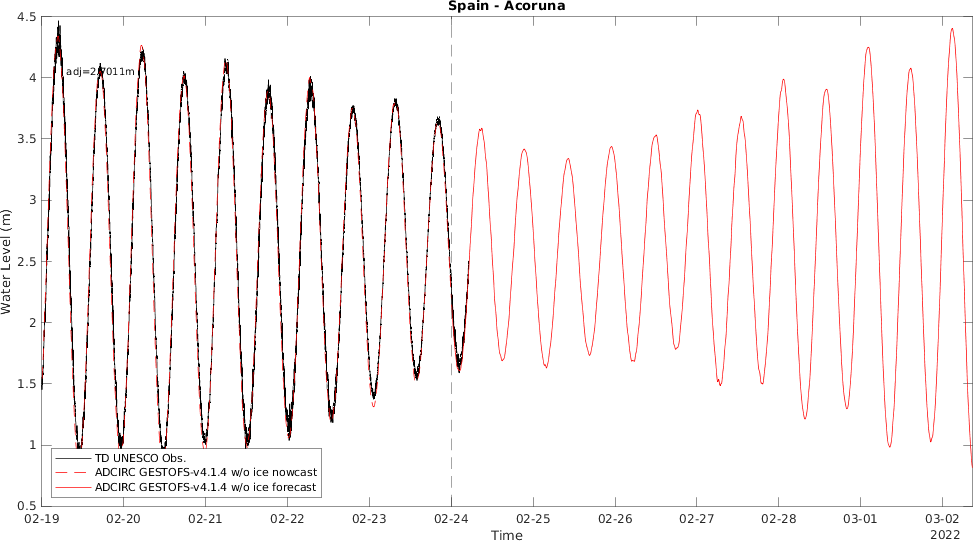 Spain - Acoruna
4.5
4
3.5
3
2.5
2
1.5
1
0.5
Water Level (m)
adj=2.7011m
TD UNESCO Obs.
ADCIRC GESTOFS-v4.1.4 w/o ice nowcast
ADCIRC GESTOFS-v4.1.4 w/o ice forecast
02-19 02-20 02-21 02-22 02-23 02-24 02-25 02-26 02-27 02-28 03-01 03-02
2022
Time